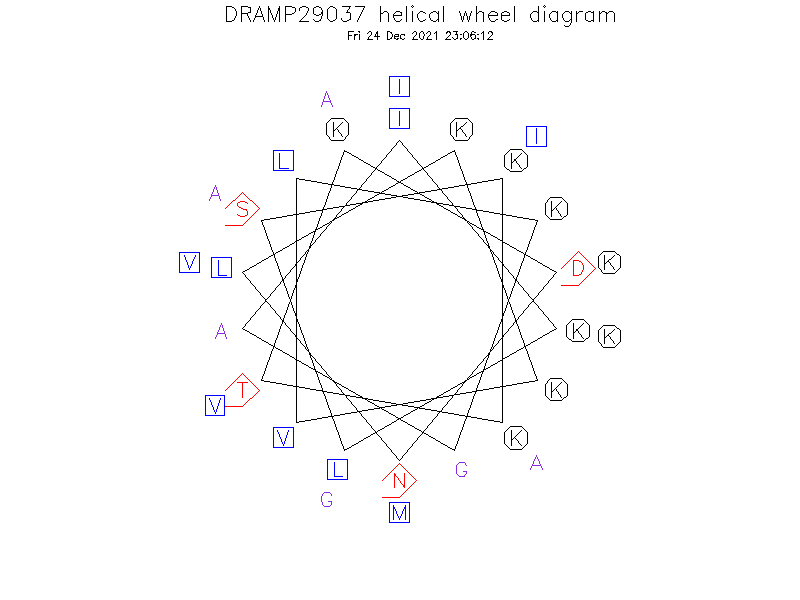 DRAMP29037 helical wheel diagram
Fri 24 Dec 2021 23:06:12
I
A
I
K
K
I
L
K
A
S
K
V
L
D
K
A
K
K
V
T
K
V
K
L
G
A
G
N
M